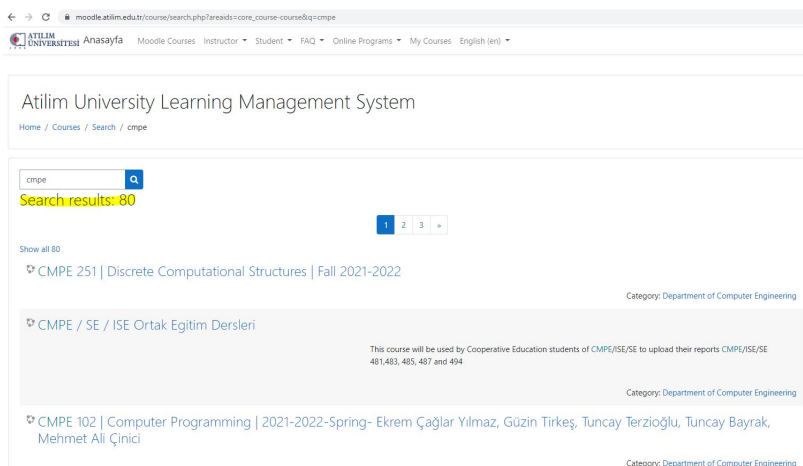 moodle.atilim.edu.tr/course/search.php?areaids=core_course-course&q=cmpe
ATILIM
ÜNİVERSİTESİ Anasayfa Moodle Courses Instructor Student FAQ Online Programs My Courses English (en)
Atilim University Learning Management System
Home / Courses / Search / cmpe
cmpe
Search results: 80
1 2 3 »
Show all 80
CMPE 251 | Discrete Computational Structures | Fall 2021-2022
Category: Department of Computer Engineering
CMPE / SE / ISE Ortak Egitim Dersleri
This course will be used by Cooperative Education students of CMPE/ISE/SE to upload their reports CMPE/ISE/SE
481,483, 485, 487 and 494
Category: Department of Computer Engineering
CMPE 102 | Computer Programming | 2021-2022-Spring- Ekrem Çağlar Yılmaz, Güzin Tirkeş, Tuncay Terzioğlu, Tuncay Bayrak,
Mehmet Ali Çinici
Category: Department of Computer Engineering